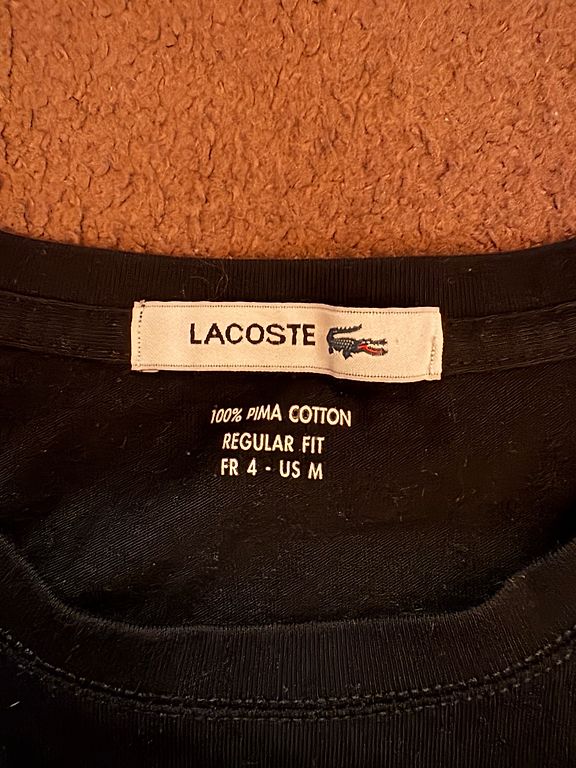 LACOSTE
100% PIMA COTTON
REGULAR FIT
FR 4 - US M